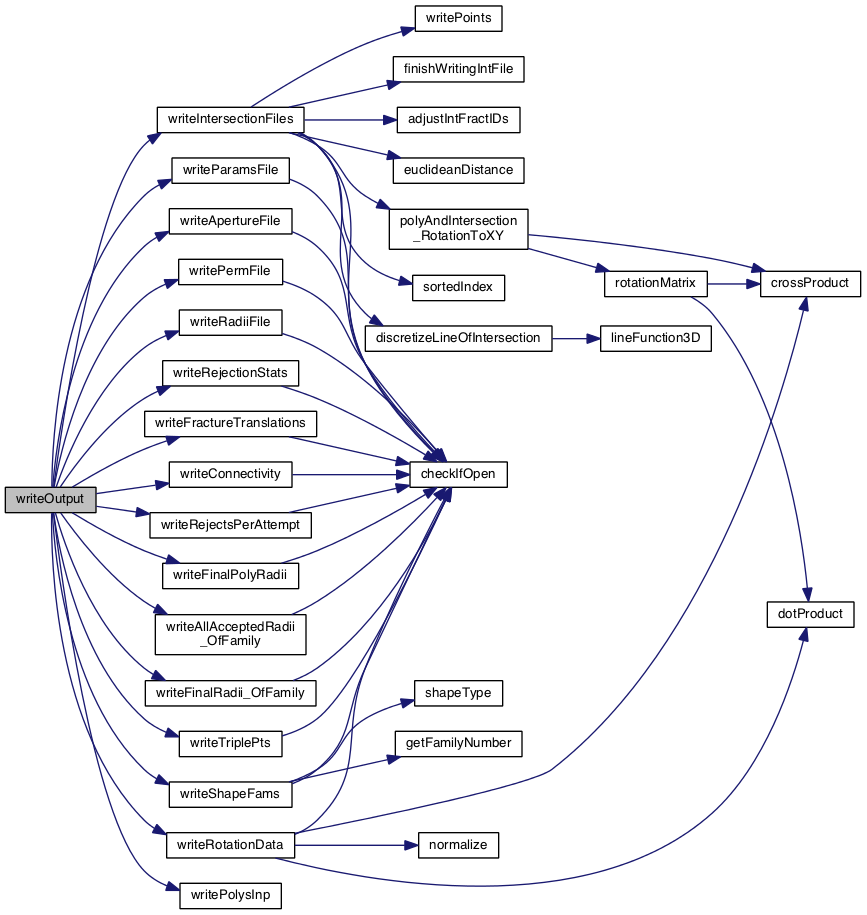 writePoints
finishWritingIntFile
writeIntersectionFiles
adjustIntFractIDs
writeParamsFile
euclideanDistance
writeApertureFile
polyAndIntersection
_RotationToXY
writePermFile
rotationMatrix
crossProduct
sortedIndex
writeRadiiFile
discretizeLineOfIntersection
lineFunction3D
writeRejectionStats
writeFractureTranslations
writeConnectivity
checkIfOpen
writeOutput
writeRejectsPerAttempt
writeFinalPolyRadii
writeAllAcceptedRadii
_OfFamily
dotProduct
writeFinalRadii_OfFamily
shapeType
writeTriplePts
getFamilyNumber
writeShapeFams
writeRotationData
normalize
writePolysInp